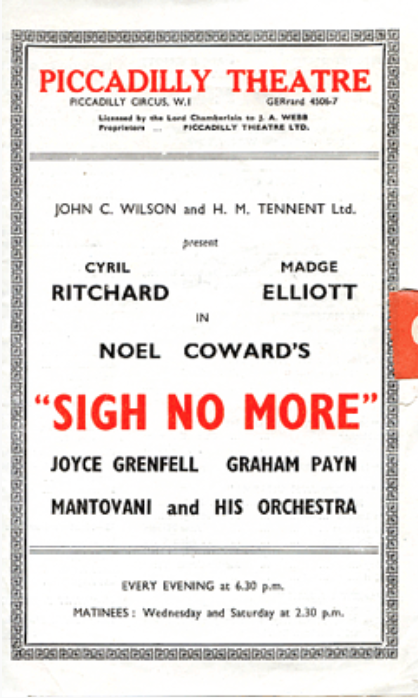 PICCADILLY THEATRE
PICCADILLY CIRCUS, W.1 GERrard 4506-7
Licensed by the Lord Chamberlain to J. A. WEBB
Proprietors ... PICCADILLY THEATRE LTD.
JOHN C. WILSON and H. M. TENNENT Ltd.
present
CYRIL MADGE
RITCHARD ELLIOTT
IN
NOEL COWARD'S
"SIGH NO MORE"
JOYCE GRENFELL GRAHAM PAYN
MANTOVANI and HIS ORCHESTRA
EVERY EVENING at 6.30 p.m.
MATINEES : Wednesday and Saturday at 2.30 p.m.